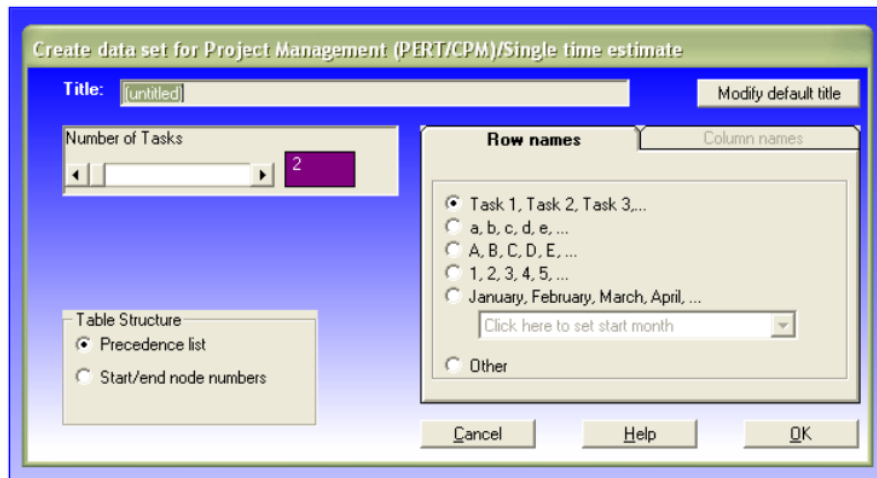 Create data set for Project Management (PERT/CPM)/Single time estimate
Title: (untitled) Modify default title
Number of Tasks
2
Row names Column names
Task 1, Task 2, Task 3,...
a, b, c, d, e, ...
A, B, C, D, E, ...
1, 2, 3, 4, 5, ...
January, February, March, April, ...
Click here to set start month
Other
Table Structure
Precedence list
Start/end node numbers
Cancel Help OK